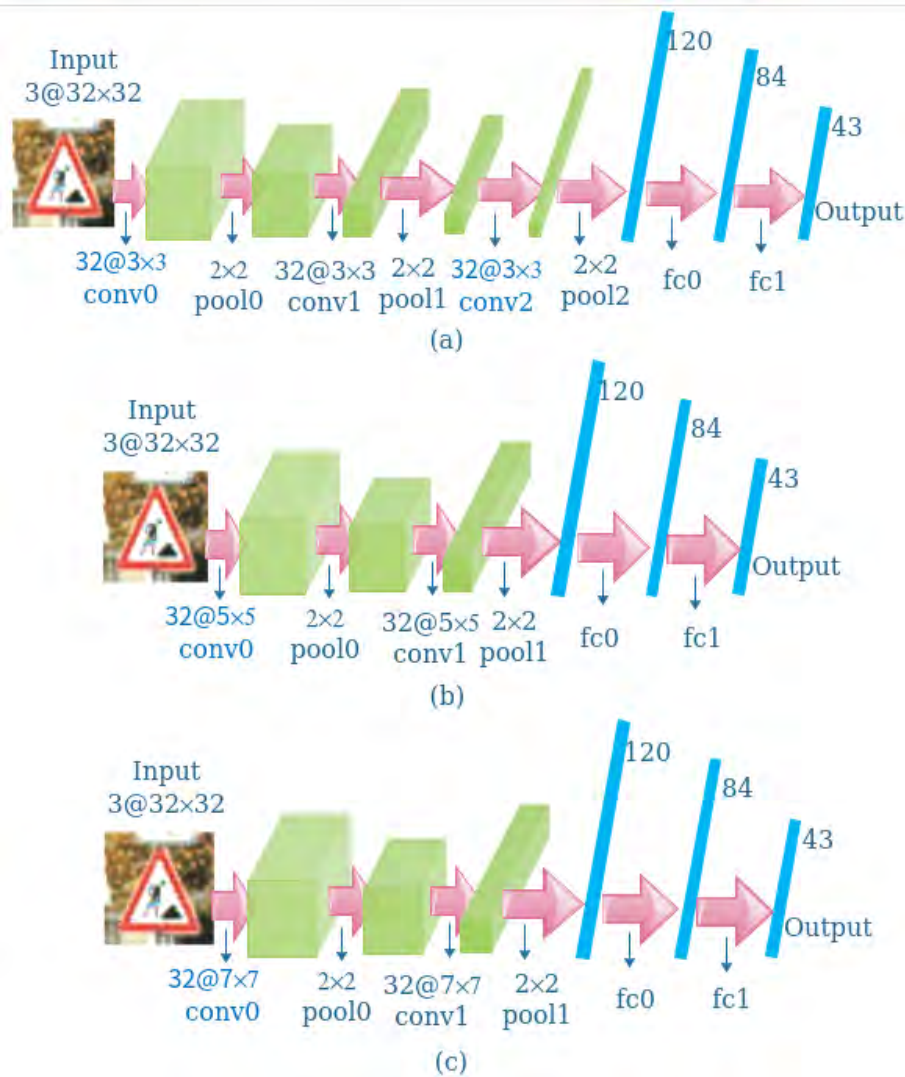 Input
3@32×32
120
84
43
Output
32@3×3
conv0
2×2
pool0
32@3×3
conv1
2×2
pool1
32@3×3
conv2
2×2
pool2
fc0
fc1
(a)
Input
3@32×32
120
84
43
Output
32@5×5
conv0
2×2
pool0
32@5×5
conv1
2×2
pool1
fc0
fc1
(b)
Input
3@32×32
120
84
43
Output
32@7×7
conv0
2×2
pool0
32@7×7
conv1
2×2
pool1
fc0
fc1
(c)